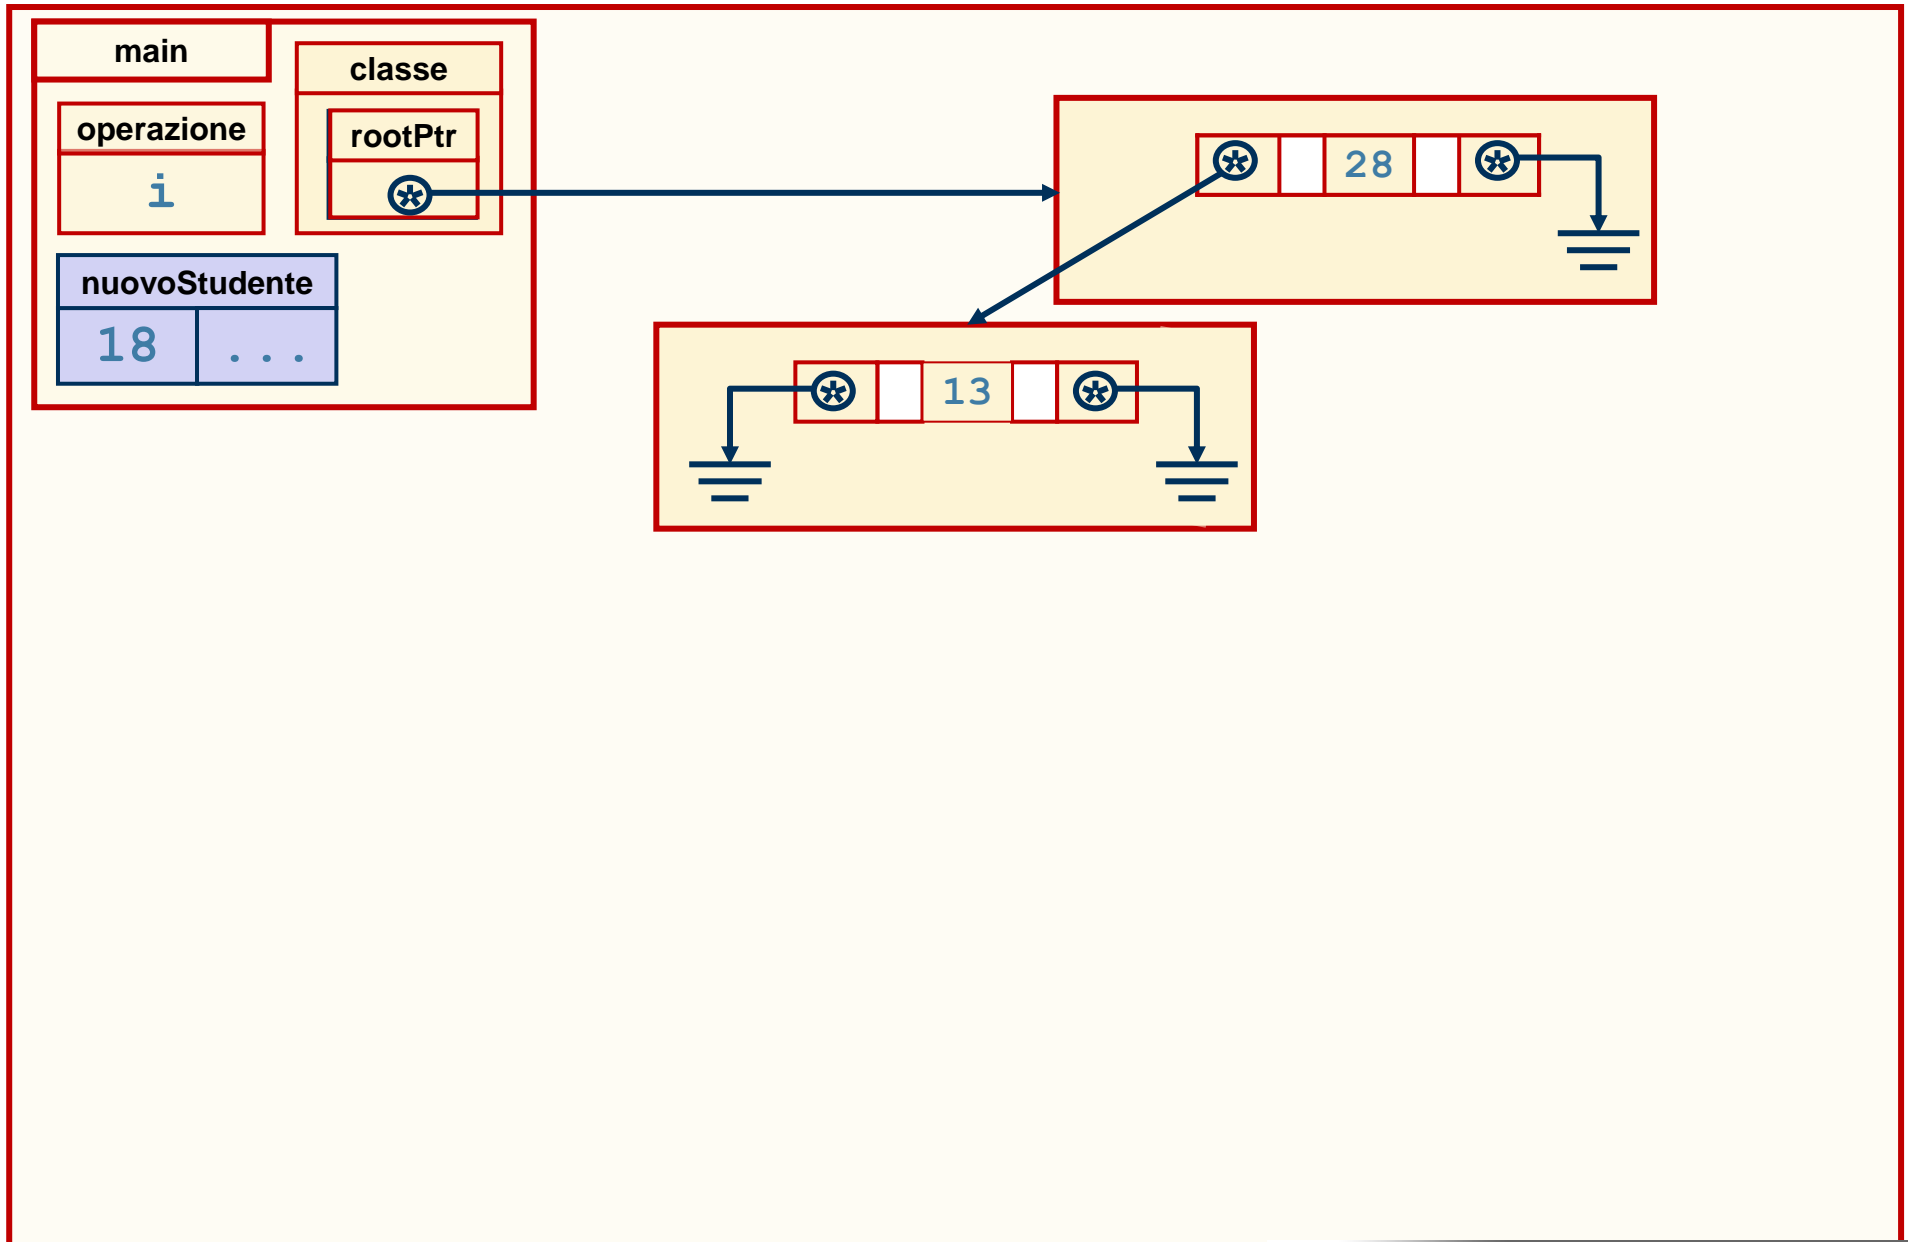 main
classe
operazione
rootPtr
i
28
nuovoStudente
18 ...
13